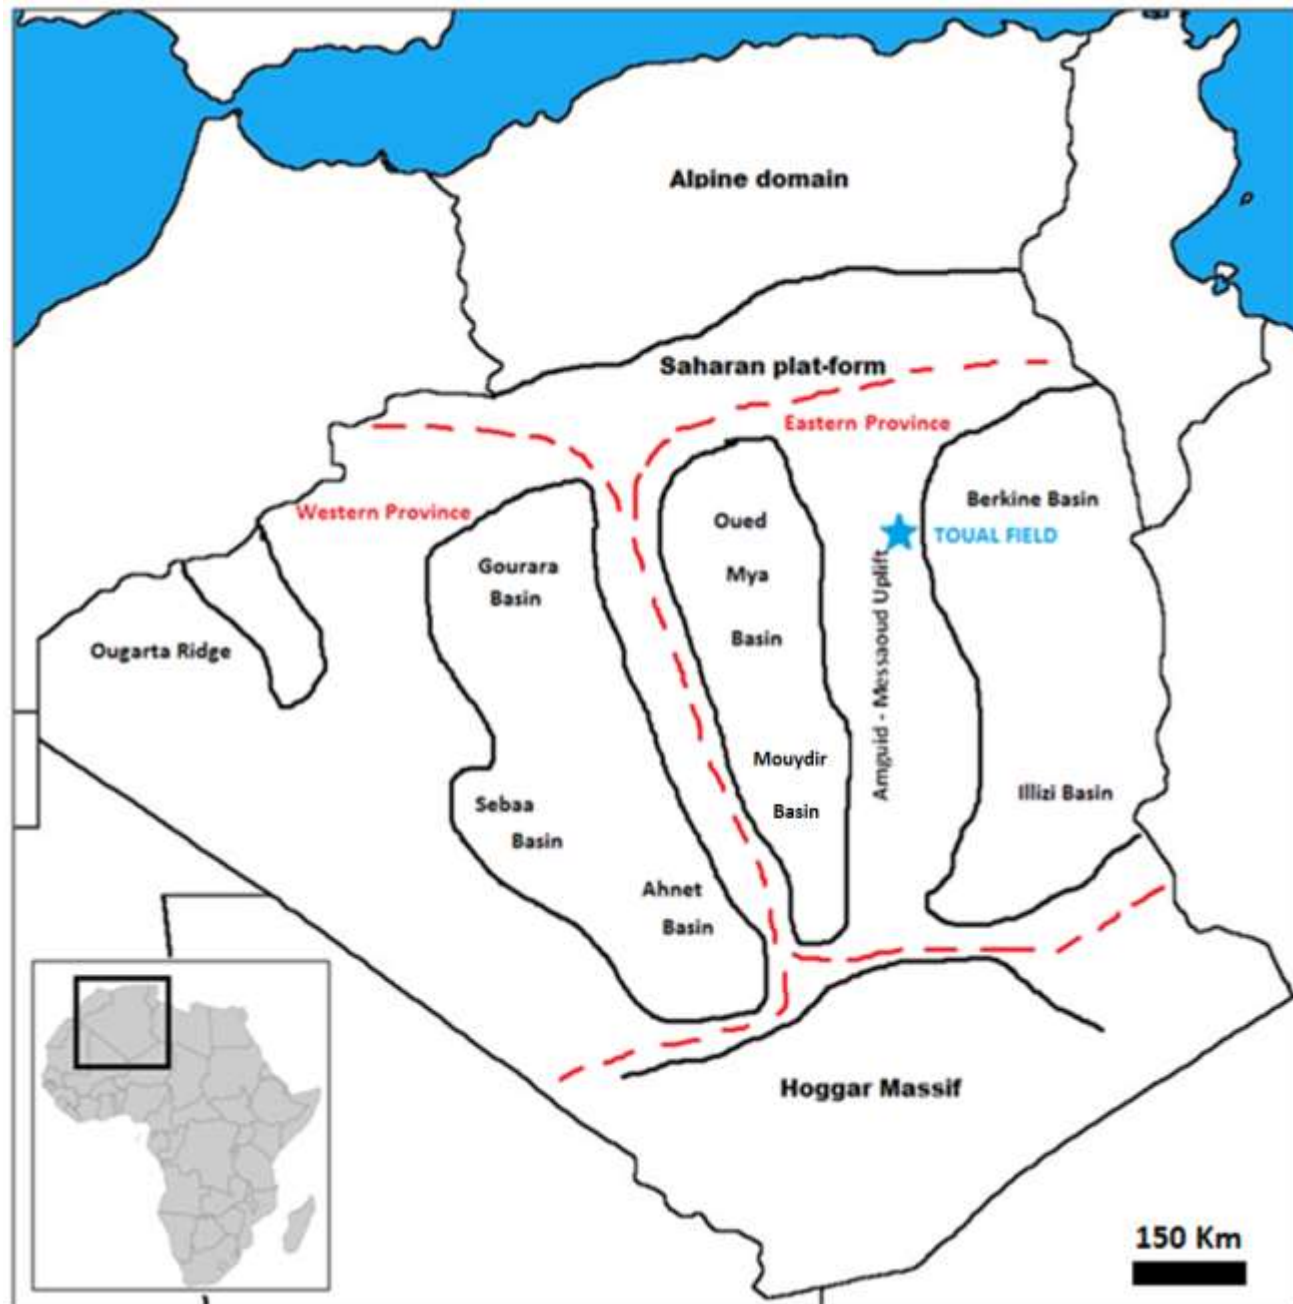 Alpine domain
Saharan plat-form
Eastern Province
Western Province
Berkine Basin
Oued
Mya
Basin
TOUAL FIELD
Gourara
Basin
Amguid - Messaoud Uplift
Ougarta Ridge
Mouydir
Basin
Illizi Basin
Sebaa
Basin
Ahnet
Basin
Hoggar Massif
150 Km